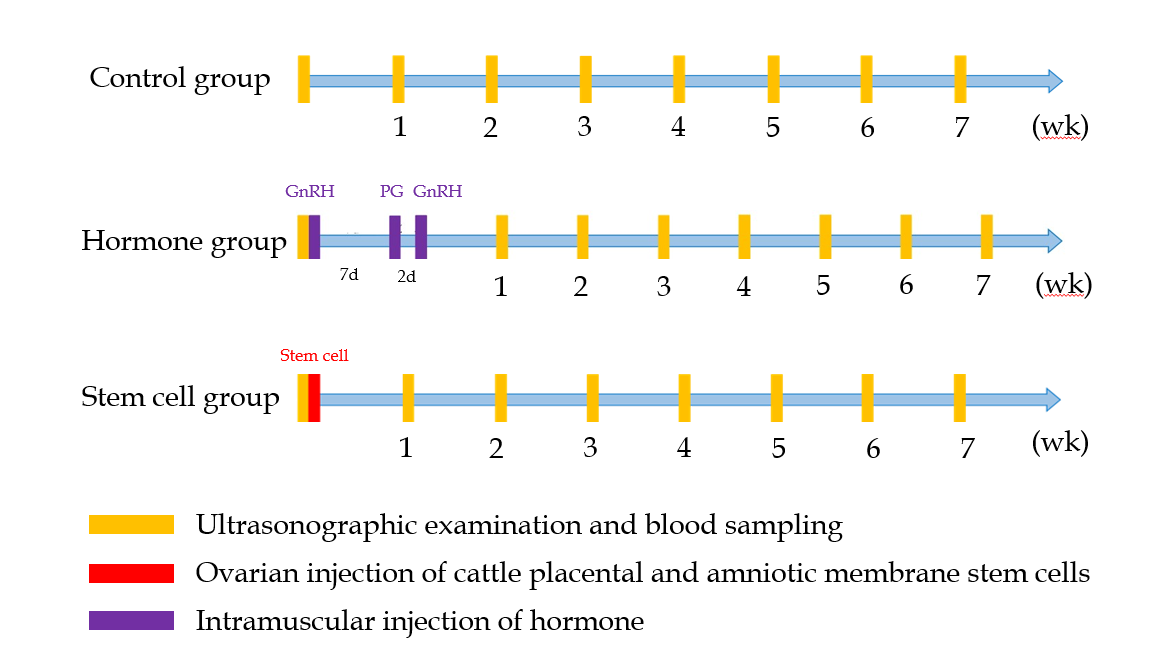 Control group
1 2 3 4 5 6 7 (wk)
GnRH PG GnRH
Hormone group
7d 2d
1 2 3 4 5 6 7 (wk)
Stem cell
Stem cell group
1 2 3 4 5 6 7 (wk)
Ultrasonographic examination and blood sampling
Ovarian injection of cattle placental and amniotic membrane stem cells
Intramuscular injection of hormone